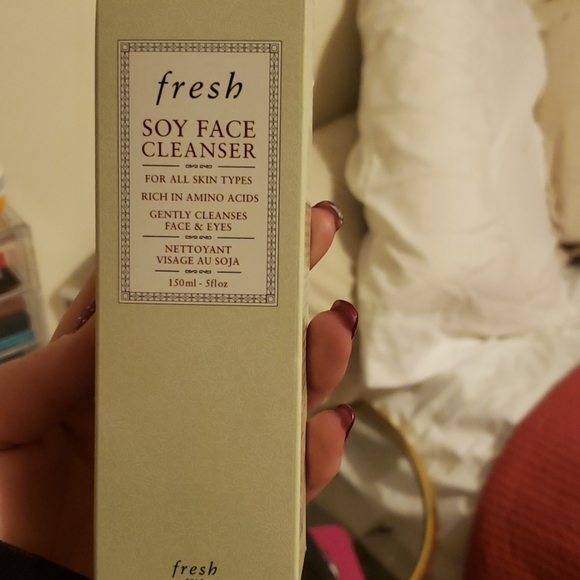 fresh
SOY FACE
CLEANSER
FOR ALL SKIN TYPES
RICH IN AMINO ACIDS
GENTLY CLEANSES
FACE & EYES
NETTOYANT
VISAGE AU SOJA
150ml - 5floz
fresh